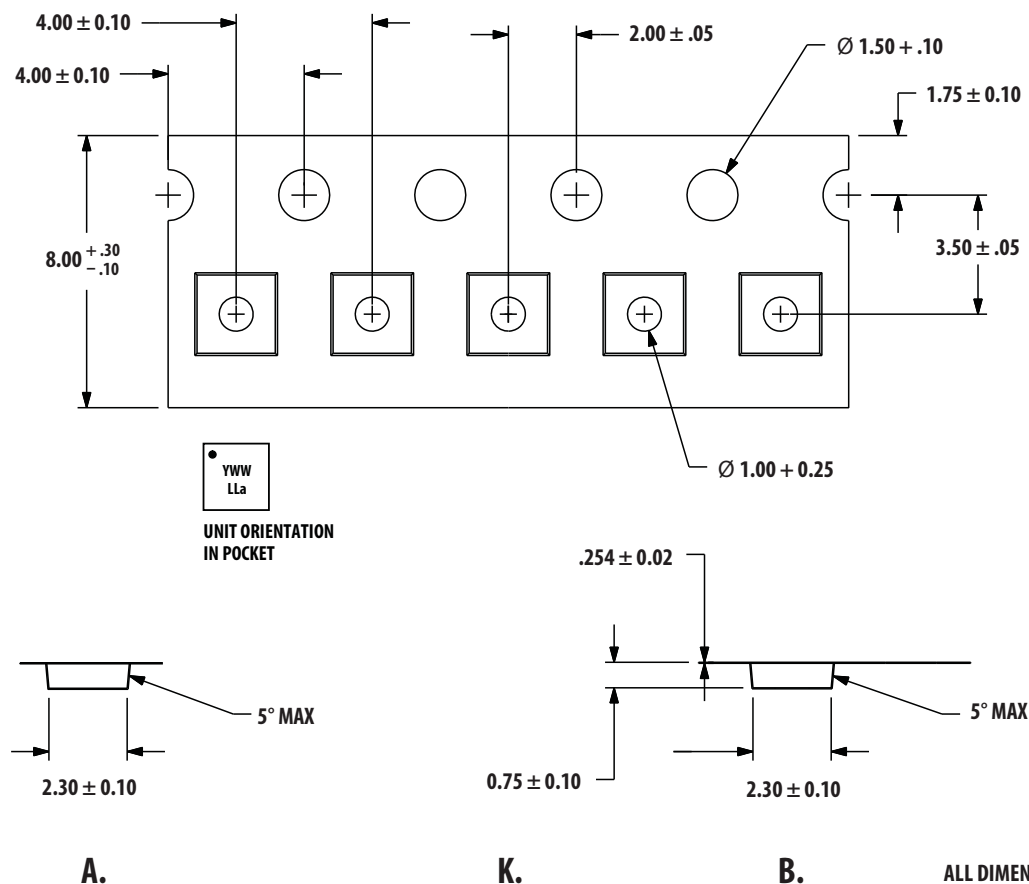 4.00 ± 0.10
2.00 ± .05
Ø 1.50 + .10
4.00 ± 0.10
1.75 ± 0.10
8.00 + .30
− .10
3.50 ± .05
Ø 1.00 + 0.25
YWW
LLa
UNIT ORIENTATION
IN POCKET
.254 ± 0.02
5° MAX
5° MAX
0.75 ± 0.10
2.30 ± 0.10
2.30 ± 0.10
A.
K.
B.
ALL DIMEN